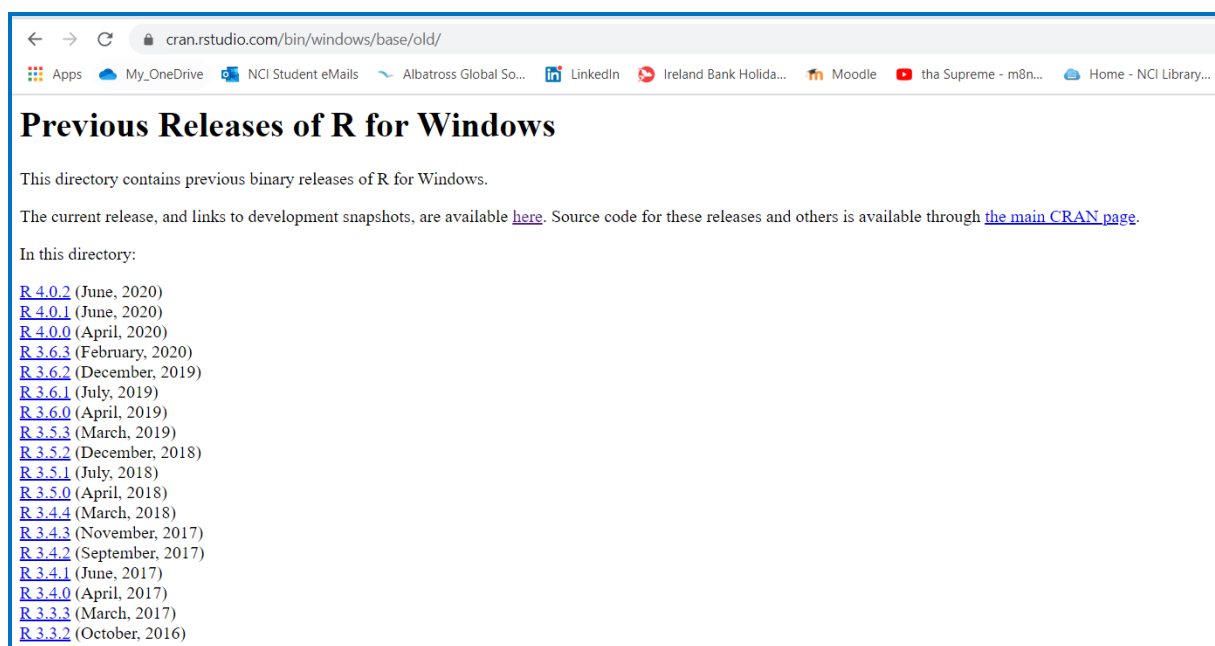 cran.rstudio.com/bin/windows/base/old/
Apps My_OneDrive NCI Student eMails Albatross Global So... LinkedIn Ireland Bank Holida... Moodle tha Supreme - m8n... Home - NCI Library...
Previous Releases of R for Windows
This directory contains previous binary releases of R for Windows.
The current release, and links to development snapshots, are available here. Source code for these releases and others is available through the main CRAN page.
In this directory:
R 4.0.2 (June, 2020)
R 4.0.1 (June, 2020)
R 4.0.0 (April, 2020)
R 3.6.3 (February, 2020)
R 3.6.2 (December, 2019)
R 3.6.1 (July, 2019)
R 3.6.0 (April, 2019)
R 3.5.3 (March, 2019)
R 3.5.2 (December, 2018)
R 3.5.1 (July, 2018)
R 3.5.0 (April, 2018)
R 3.4.4 (March, 2018)
R 3.4.3 (November, 2017)
R 3.4.2 (September, 2017)
R 3.4.1 (June, 2017)
R 3.4.0 (April, 2017)
R 3.3.3 (March, 2017)
R 3.3.2 (October, 2016)